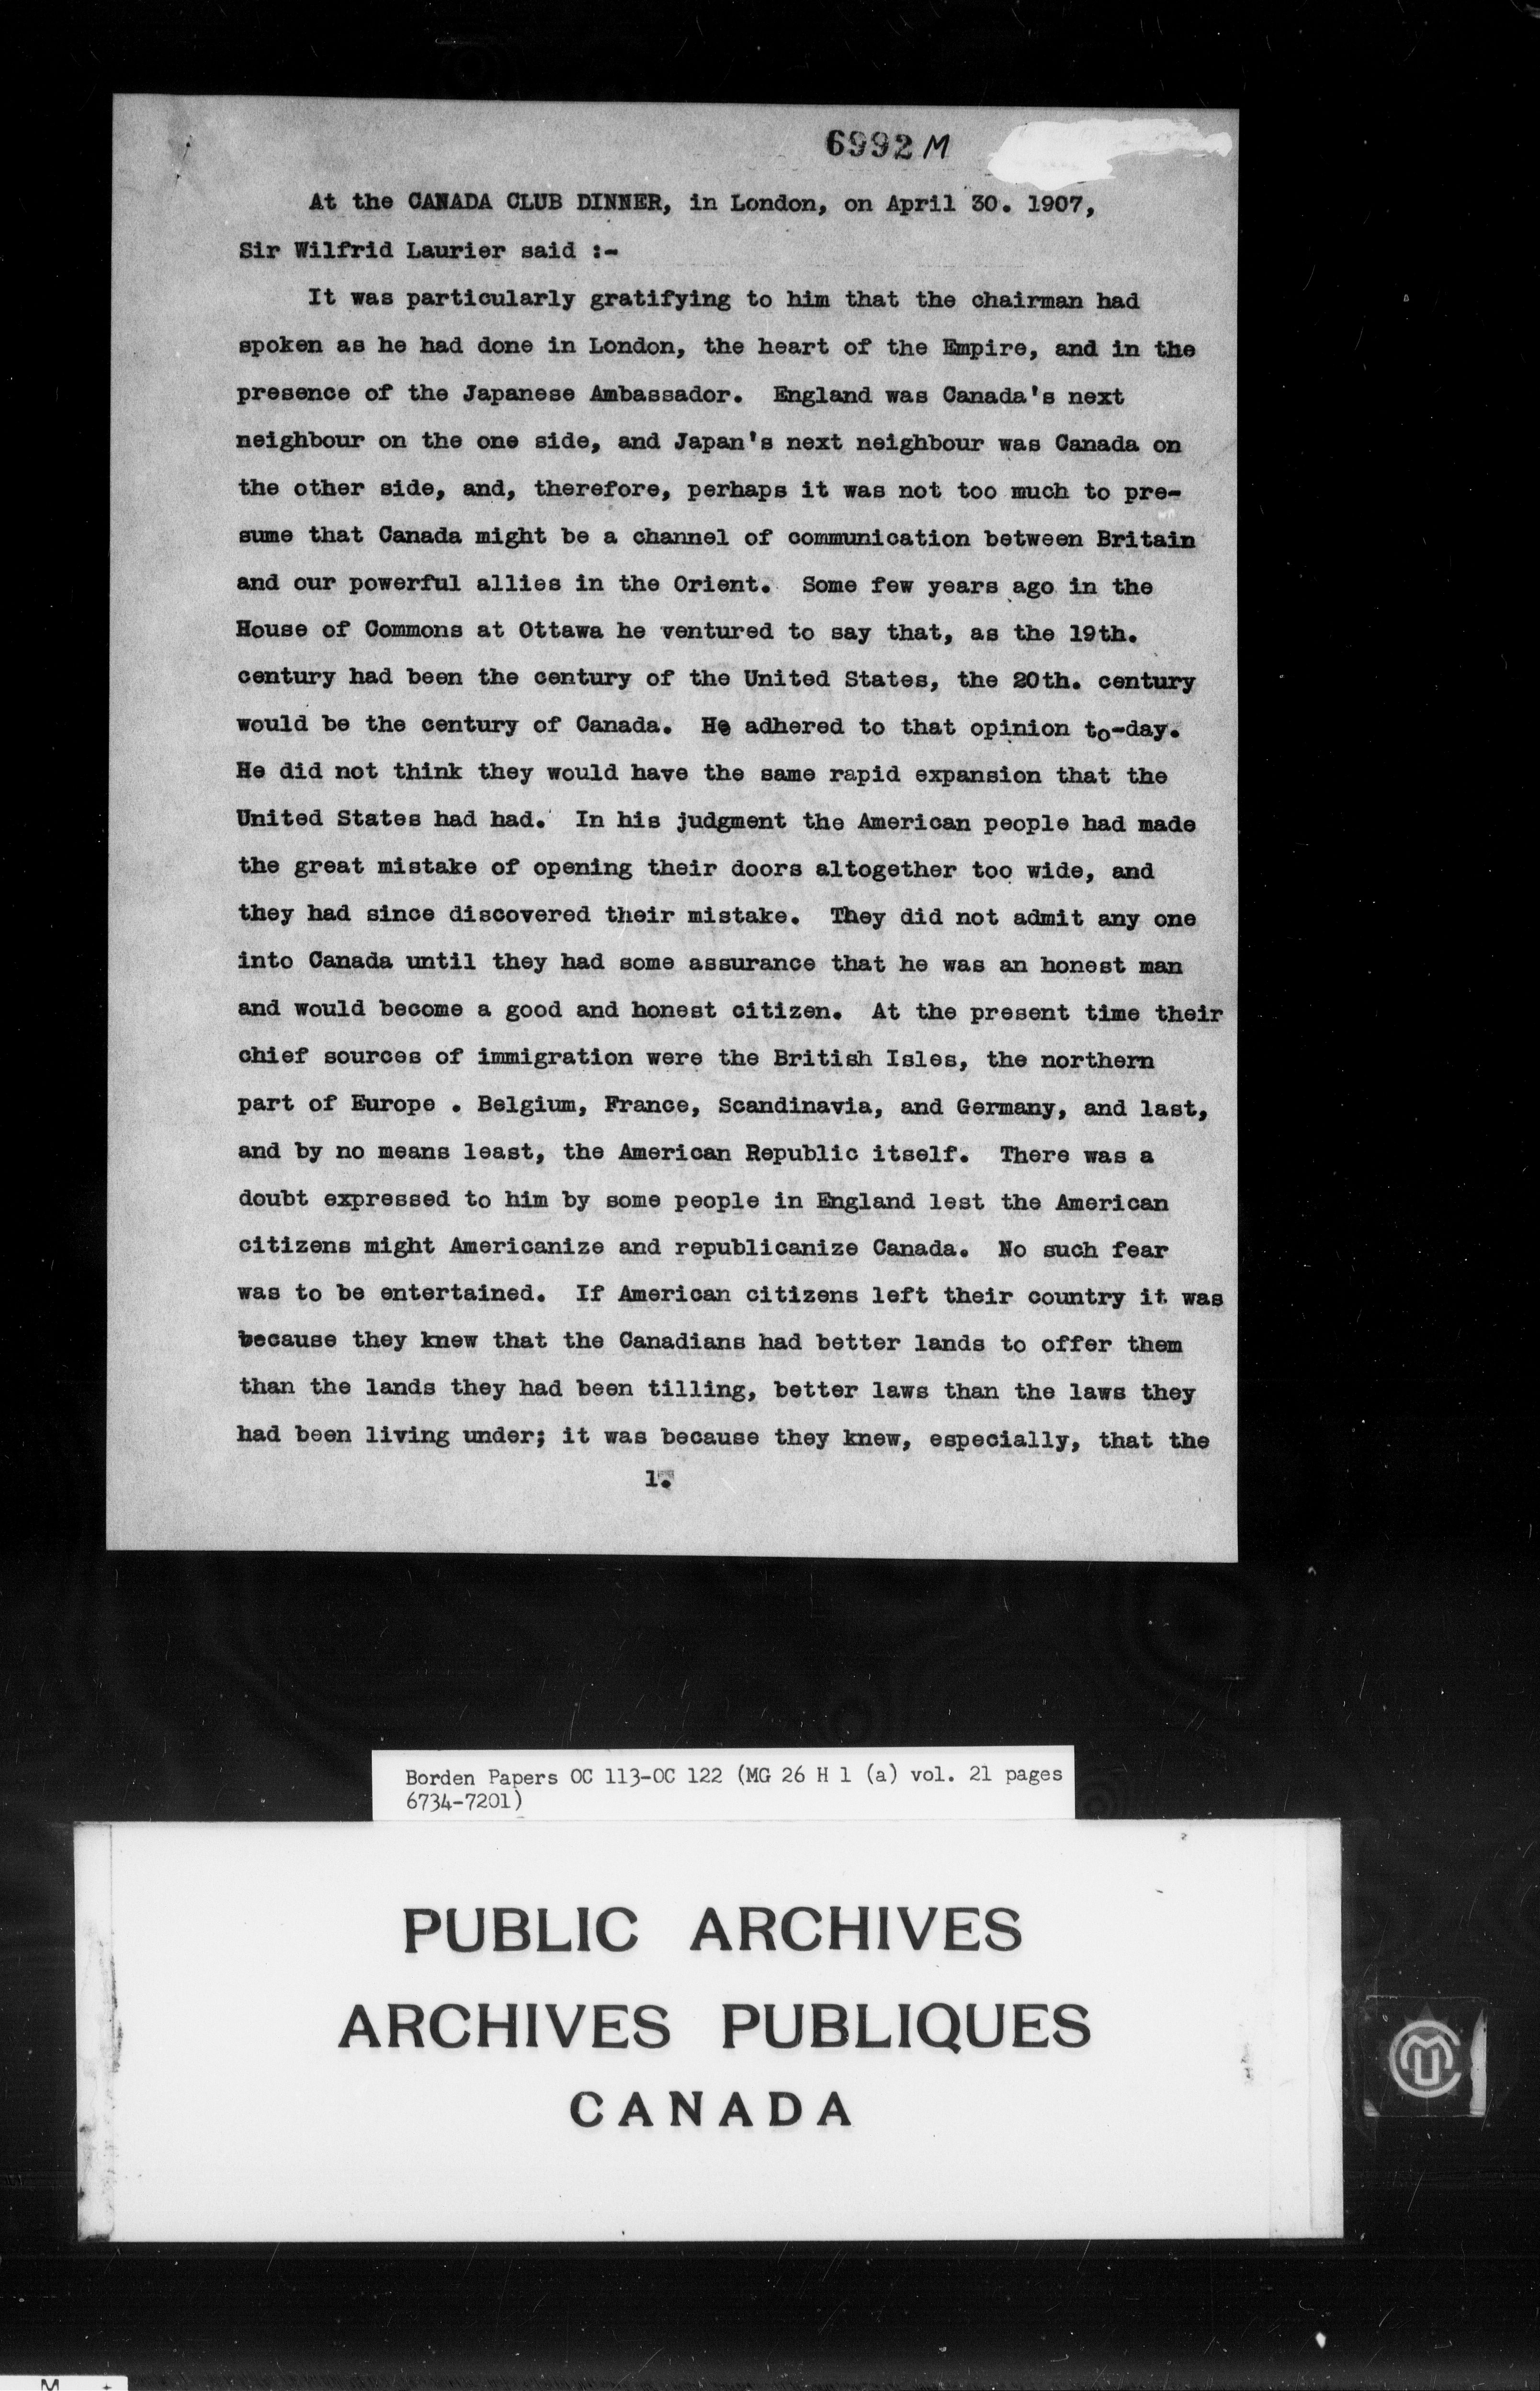 6992 M
At the CANADA CLUB DINNER, in London, on April 30. 1907,
Sir Wilfrid Laurier said :-
It was particularly gratifying to him that the chairman had
spoken as he had done in London, the heart of the Empire, and in the
presence of the Japanese Ambassador. England was Canada's next
neighbour on the one side, and Japan's next neighbour was Canada on
the other side, and, therefore, perhaps it was not too much to pre-
sume that Canada might be a channel of communication between Britain
and our powerful allies in the Orient. Some few years ago in the
House of Commons at Ottawa he ventured to say that, as the 19th.
century had been the century of the United States, the 20th. century
would be the century of Canada. He adhered to that opinion to-day.
He did not think they would have the same rapid expansion that the
United States had had. In his judgment the American people had made
the great mistake of opening their doors altogether too wide, and
they had since discovered their mistake. They did not admit any one
into Canada until they had some assurance that he was an honest man
and would become a good and honest citizen. At the present time their
chief sources of immigration were the British Isles, the northern
part of Europe . Belgium, France, Scandinavia, and Germany, and last,
and by no means least, the American Republic itself. There was a
doubt expressed to him by some people in England lest the American
citizens might Americanize and republicanize Canada. No such fear
was to be entertained. If American citizens left their country it was
because they knew that the Canadians had better lands to offer them
than the lands they had been tilling, better laws than the laws they
had been living under; it was because they knew, especially, that the
1.
Borden Papers OC 113-OC 122 (MG 26 H 1 (a) vol. 21 pages
6734-7201)
PUBLIC ARCHIVES
ARCHIVES PUBLIQUES
CANADA